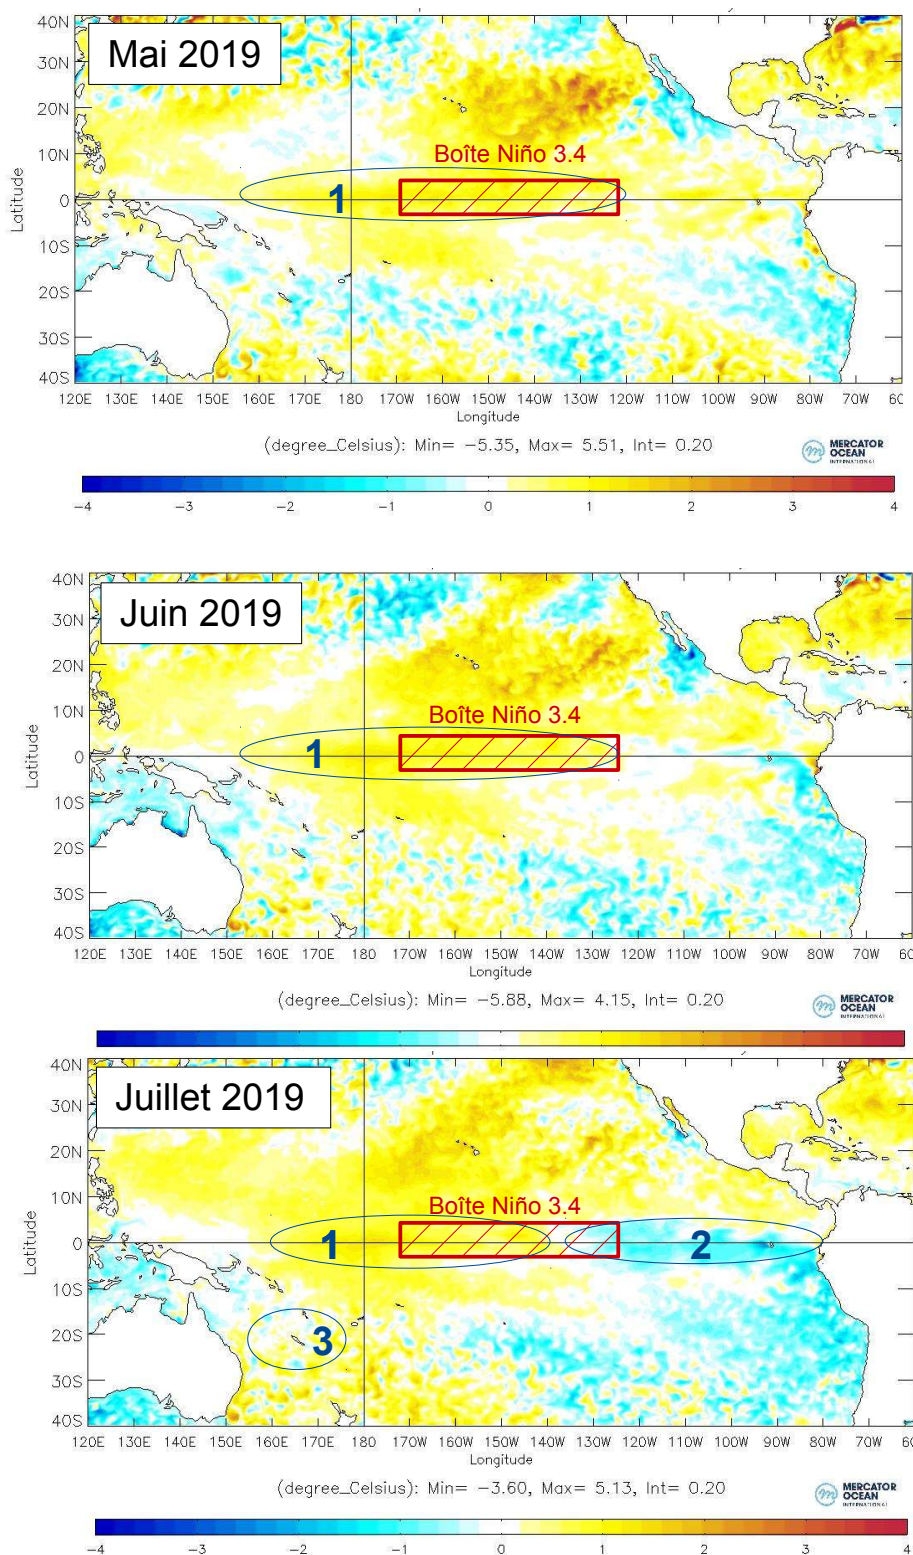 Mai 2019
Boîte Niño 3.4
1
40N
30N
20N
10N
0
10S
20S
30S
40S
Latitude
120E 130E 140E 150E 160E 170E 180 170W 160W 150W 140W 130W 120W 110W 100W 90W 80W 70W 60
Longitude
(degree_Celsius): Min= −5.35, Max= 5.51, Int= 0.20
MERCATOR
OCEAN
INTERNATIONAL
−4 −3 −2 −1 0 1 2 3 4
Juin 2019
Boîte Niño 3.4
1
40N
30N
20N
10N
0
10S
20S
30S
40S
Latitude
120E 130E 140E 150E 160E 170E 180 170W 160W 150W 140W 130W 120W 110W 100W 90W 80W 70W 60
Longitude
(degree_Celsius): Min= −5.88, Max= 4.15, Int= 0.20
MERCATOR
OCEAN
INTERNATIONAL
Juillet 2019
Boîte Niño 3.4
1
2
3
40N
30N
20N
10N
0
10S
20S
30S
40S
Latitude
120E 130E 140E 150E 160E 170E 180 170W 160W 150W 140W 130W 120W 110W 100W 90W 80W 70W 60
Longitude
(degree_Celsius): Min= −3.60, Max= 5.13, Int= 0.20
MERCATOR
OCEAN
INTERNATIONAL
−4 −3 −2 −1 0 1 2 3 4